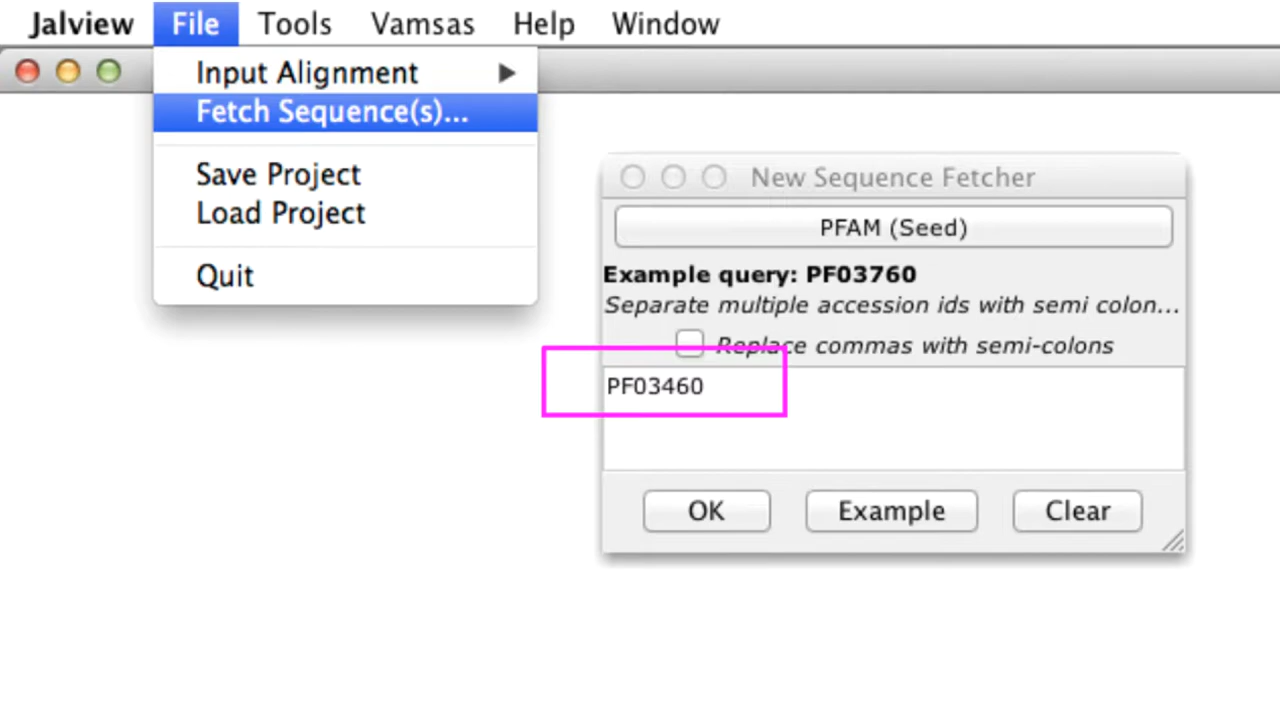 Jalview File Tools Vamsas Help Window
Input Alignment
Fetch Sequence(s)...
Save Project
Load Project
Quit
New Sequence Fetcher
PFAM (Seed)
Example query: PF03760
Separate multiple accession ids with semi colon...
Replace commas with semi-colons
PF03460
OK Example Clear